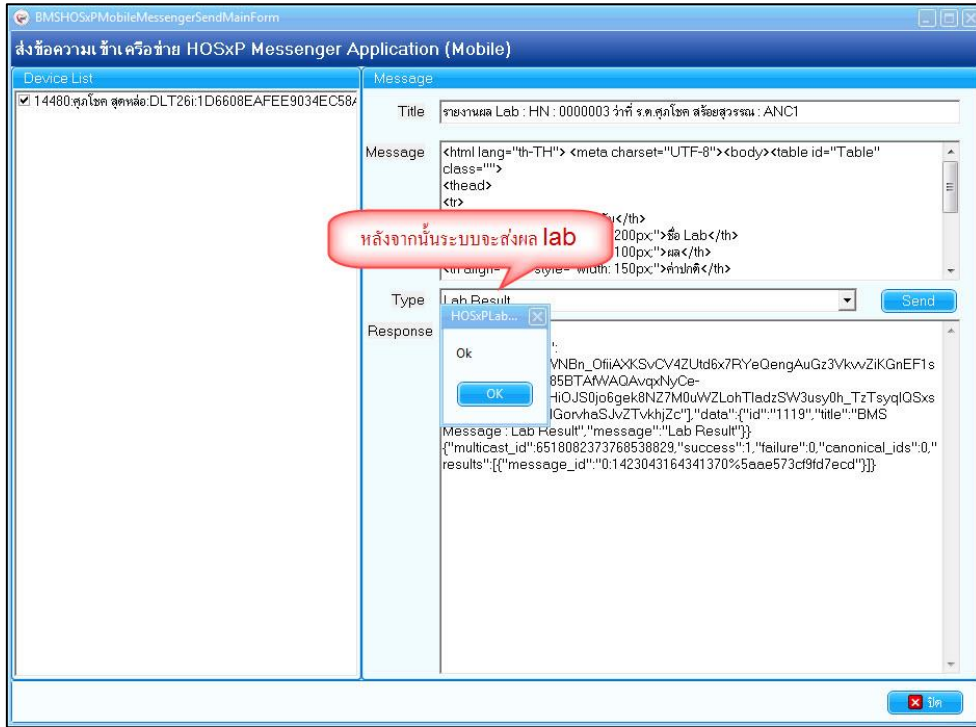 BMSHOSxPMobileMessengerSendMainForm
ส่งข้อความเข้าเครือข่าย HOSxP Messenger Application (Mobile)
Device List
Message
14480:ศุภโชค สุดหล่อ:DLT26i:1D6608EAFEE9034EC58
Title
รายงานผล Lab : HN : 0000003 ว่าที่ ร.ต.ศุภโชค สร้อยสุวรรณ : ANC1
Message
<html lang="th-TH"> <meta charset="UTF-8"><body><table id="Table"
class="">
<thead>
<tr>
</th>
200px;">ชื่อ Lab</th>
100px;">ผล</th>
width: 150px;">ค่าปกติ</th>
หลังจากนั้นระบบจะส่งผล lab
Type
Lab Result
Send
HOSxPLab...
Response
Ok
OK
VNBn_OfiiAXKSvCV4ZUtd6x7RYeQengAuGz3VkvvZiKGnEF1s
85BTAfWAQAvqxNyCe-
HiOJS0jo6gek8NZ7M0uWZLohTladzSW3usy0h_TzTsyqlQSxs
lGorvhaSJvZTvkhjZc"],"data":{"id":"1119","title":"BMS
Message : Lab Result","message":"Lab Result"}}
{"multicast_id":6518082373768538829,"success":1,"failure":0,"canonical_ids":0,"
results":[{"message_id":"0:1423043164341370%5aae573cf9fd7ecd"}]}
ปิด